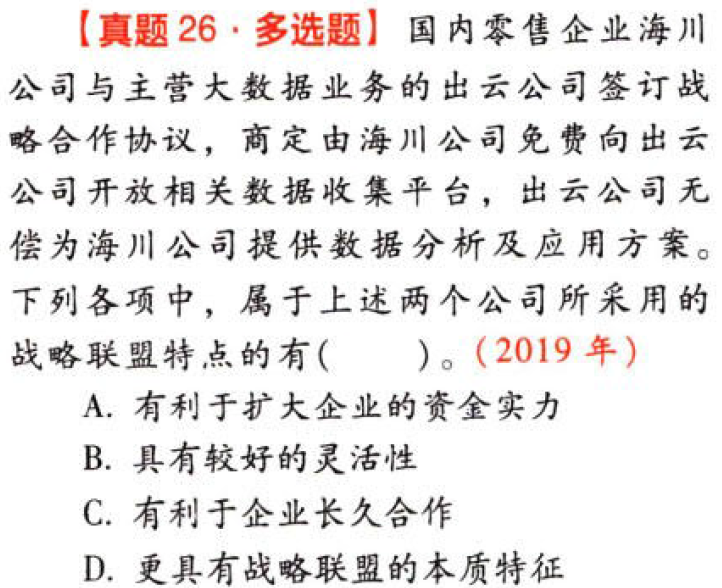 【真题 26·多选题】国内零售企业海川
公司与主营大数据业务的出云公司签订战
略合作协议，商定由海川公司免费向出云
公司开放相关数据收集平台，出云公司无
偿为海川公司提供数据分析及应用方案。
下列各项中，属于上述两个公司所采用的
战略联盟特点的有(　　)。(2019 年)
A. 有利于扩大企业的资金实力
B. 具有较好的灵活性
C. 有利于企业长久合作
D. 更具有战略联盟的本质特征